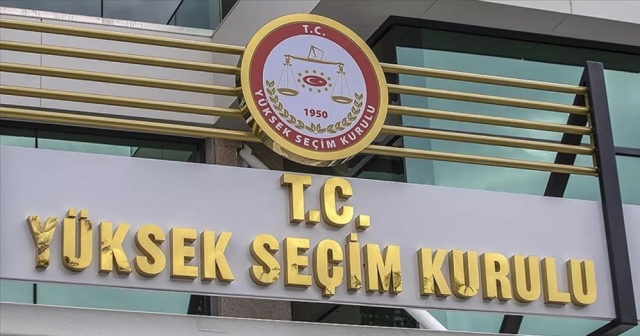 T.C.
1950
YÜKSEK SEÇİM KURULU
T.C.
YÜKSEK SEÇİM KURULU